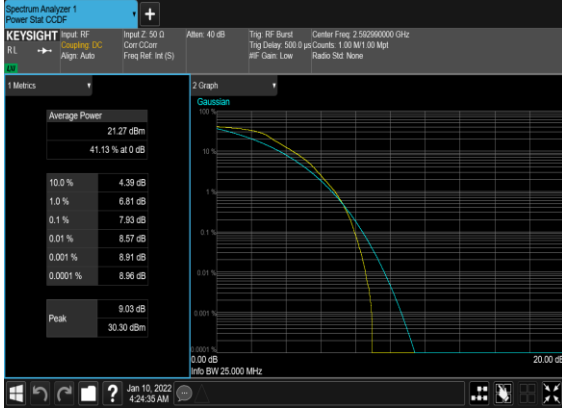 Spectrum Analyzer 1
Power Stat CCDF
KEYSIGHT
RL
LXI
Input: RF
Coupling: DC
Align: Auto
Input Z: 50 Ω
Corr CCorr
Freq Ref: Int (S)
Atten: 40 dB
Trig: RF Burst
Trig Delay: 500.0 µs
#IF Gain: Low
Center Freq: 2.592990000 GHz
Counts: 1.00 M/1.00 Mpt
Radio Std: None
1 Metrics
Average Power
21.27 dBm
41.13 % at 0 dB
10.0 % 4.39 dB
1.0 % 6.81 dB
0.1 % 7.93 dB
0.01 % 8.57 dB
0.001 % 8.91 dB
0.0001 % 8.96 dB
Peak
9.03 dB
30.30 dBm
2 Graph
Gaussian
100 %
10 %
1 %
0.1 %
0.01 %
0.001 %
0.0001 %
0.00 dB
20.00 dB
Info BW 25.000 MHz
Jan 10, 2022
4:24:35 AM